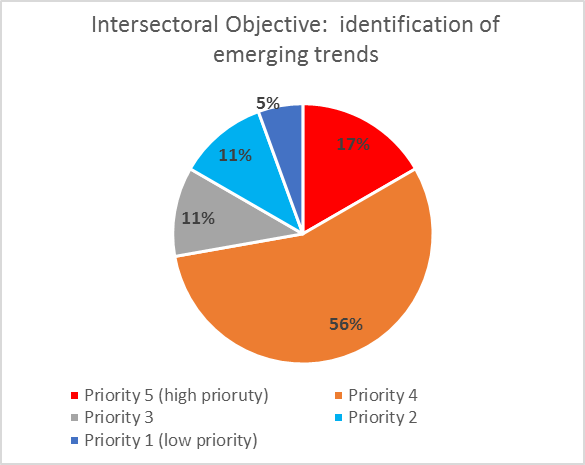 Intersectoral Objective:  identification of
emerging trends
5%
17%
11%
11%
56%
Priority 5 (high prioruty)
Priority 4
Priority 3
Priority 2
Priority 1 (low priority)